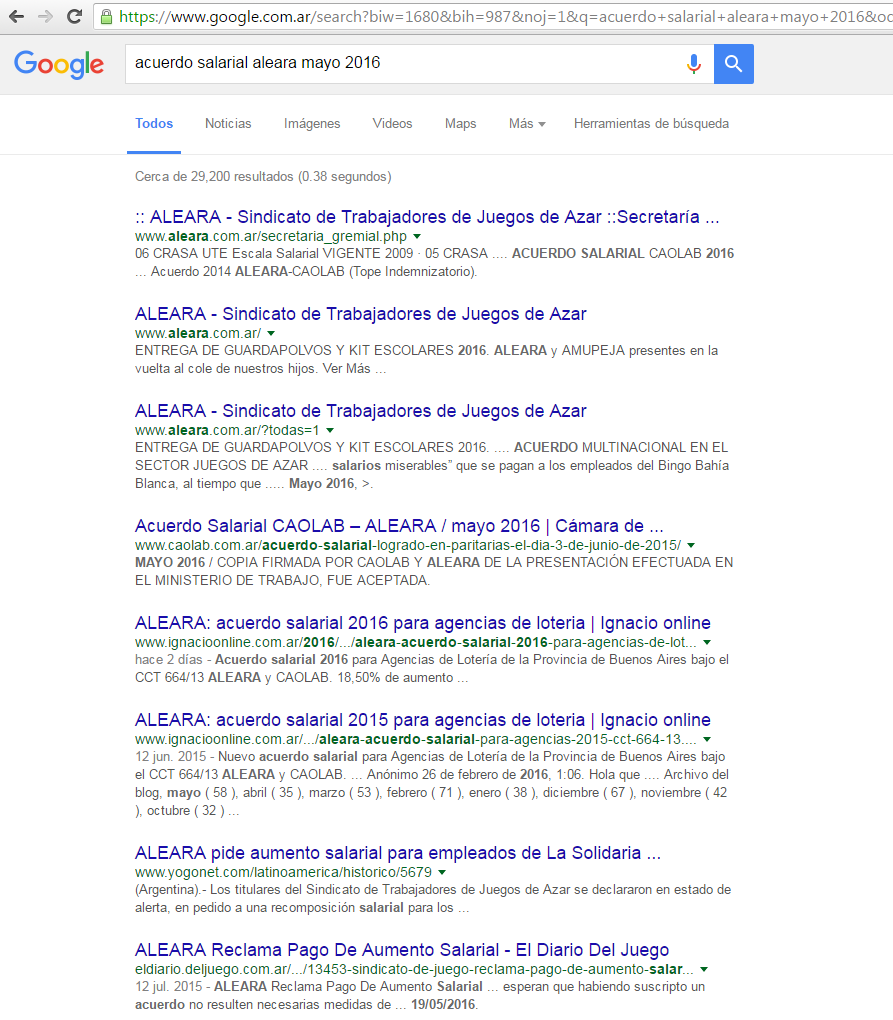 https://www.google.com.ar/search?biw=1680&bih=987&noj=1&q=acuerdo+salarial+aleara+mayo+2016&oq
Google
acuerdo salarial aleara mayo 2016
Todos Noticias Imágenes Videos Maps Más Herramientas de búsqueda
Cerca de 29,200 resultados (0.38 segundos)
:: ALEARA - Sindicato de Trabajadores de Juegos de Azar ::Secretaría ...
www.aleara.com.ar/secretaria_gremial.php
06 CRASA UTE Escala Salarial VIGENTE 2009 · 05 CRASA .... ACUERDO SALARIAL CAOLAB 2016
... Acuerdo 2014 ALEARA-CAOLAB (Tope Indemnizatorio).
ALEARA - Sindicato de Trabajadores de Juegos de Azar
www.aleara.com.ar/
ENTREGA DE GUARDAPOLVOS Y KIT ESCOLARES 2016. ALEARA y AMUPEJA presentes en la
vuelta al cole de nuestros hijos. Ver Más ...
ALEARA - Sindicato de Trabajadores de Juegos de Azar
www.aleara.com.ar/?todas=1
ENTREGA DE GUARDAPOLVOS Y KIT ESCOLARES 2016. .... ACUERDO MULTINACIONAL EN EL
SECTOR JUEGOS DE AZAR .... salarios miserables” que se pagan a los empleados del Bingo Bahía
Blanca, al tiempo que ..... Mayo 2016, >.
Acuerdo Salarial CAOLAB – ALEARA / mayo 2016 | Cámara de ...
www.caolab.com.ar/acuerdo-salarial-logrado-en-paritarias-el-dia-3-de-junio-de-2015/
MAYO 2016 / COPIA FIRMADA POR CAOLAB Y ALEARA DE LA PRESENTACIÓN EFECTUADA EN
EL MINISTERIO DE TRABAJO, FUE ACEPTADA.
ALEARA: acuerdo salarial 2016 para agencias de loteria | Ignacio online
www.ignacioonline.com.ar/2016/.../aleara-acuerdo-salarial-2016-para-agencias-de-lot...
hace 2 días - Acuerdo salarial 2016 para Agencias de Lotería de la Provincia de Buenos Aires bajo el
CCT 664/13 ALEARA y CAOLAB. 18,50% de aumento ...
ALEARA: acuerdo salarial 2015 para agencias de loteria | Ignacio online
www.ignacioonline.com.ar/.../aleara-acuerdo-salarial-para-agencias-2015-cct-664-13....
12 jun. 2015 - Nuevo acuerdo salarial para Agencias de Lotería de la Provincia de Buenos Aires bajo
el CCT 664/13 ALEARA y CAOLAB. ... Anónimo 26 de febrero de 2016, 1:06. Hola que .... Archivo del
blog, mayo ( 58 ), abril ( 35 ), marzo ( 53 ), febrero ( 71 ), enero ( 38 ), diciembre ( 67 ), noviembre ( 42
), octubre ( 32 ) ...
ALEARA pide aumento salarial para empleados de La Solidaria ...
www.yogonet.com/latinoamerica/historico/5679
(Argentina).- Los titulares del Sindicato de Trabajadores de Juegos de Azar se declararon en estado de
alerta, en pedido a una recomposición salarial para los ...
ALEARA Reclama Pago De Aumento Salarial - El Diario Del Juego
eldiario.deljuego.com.ar/.../13453-sindicato-de-juego-reclama-pago-de-aumento-salar...
12 jul. 2015 - ALEARA Reclama Pago De Aumento Salarial ... esperan que habiendo suscripto un
acuerdo no resulten necesarias medidas de ... 19/05/2016.